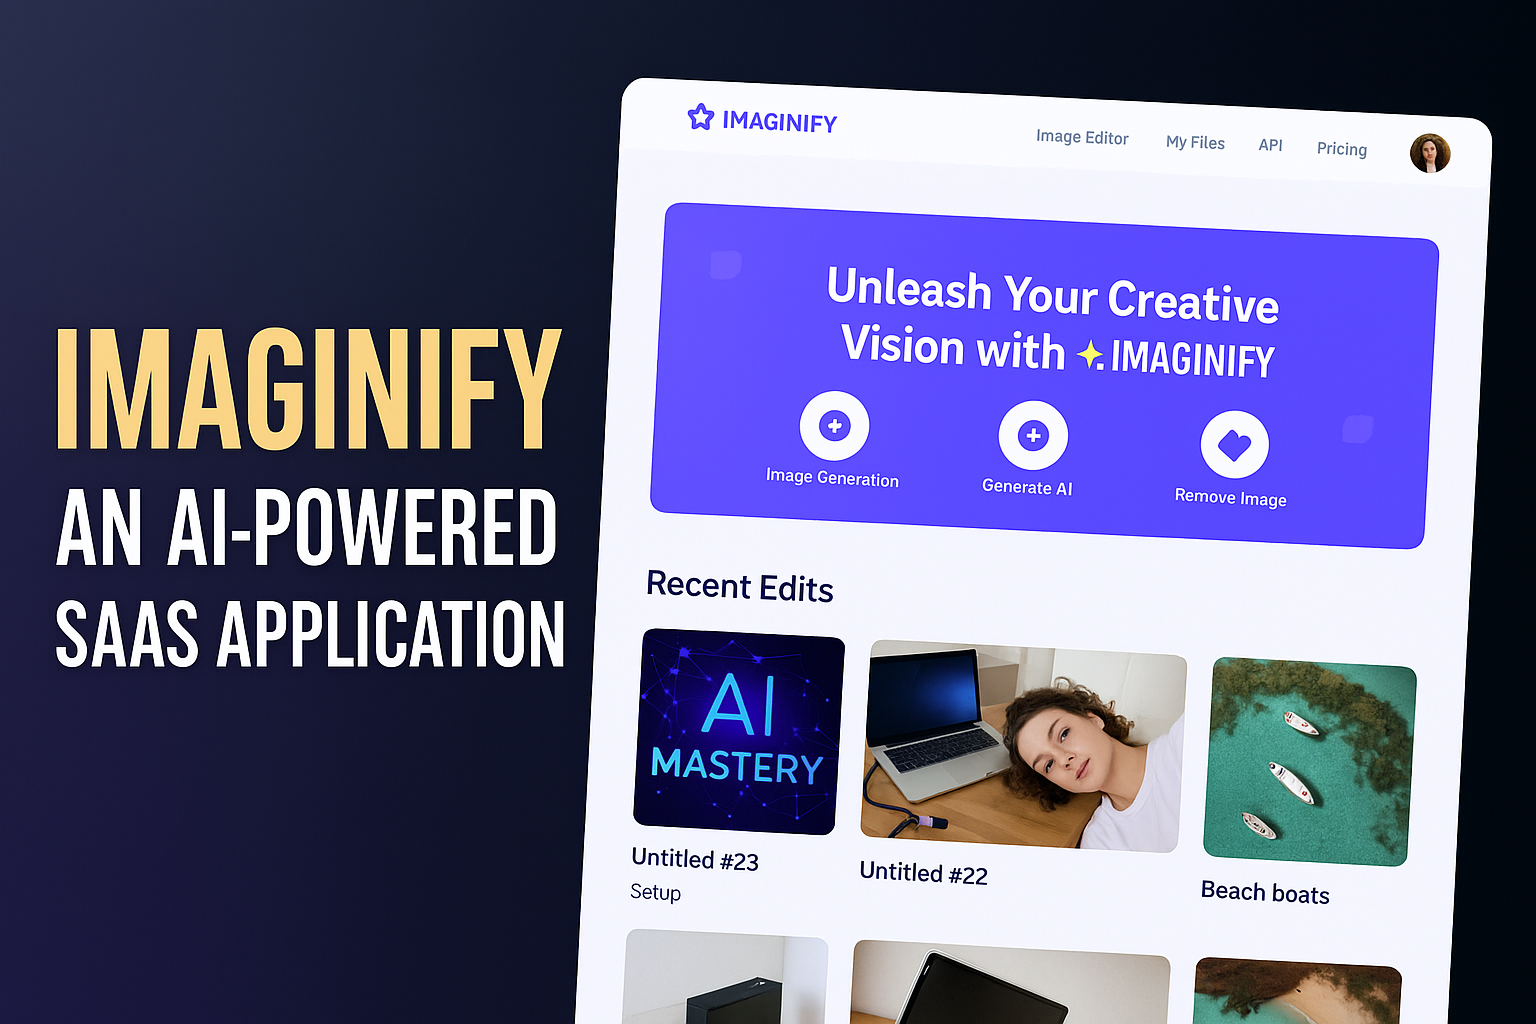 IMAGINIFY
AN AI-POWERED
SAAS APPLICATION
IMAGINIFY
Image Editor
My Files
API
Pricing
Unleash Your Creative
Vision with IMAGINIFY
Image Generation
Generate AI
Remove Image
Recent Edits
AI
MASTERY
Untitled #23
Setup
Untitled #22
Beach boats